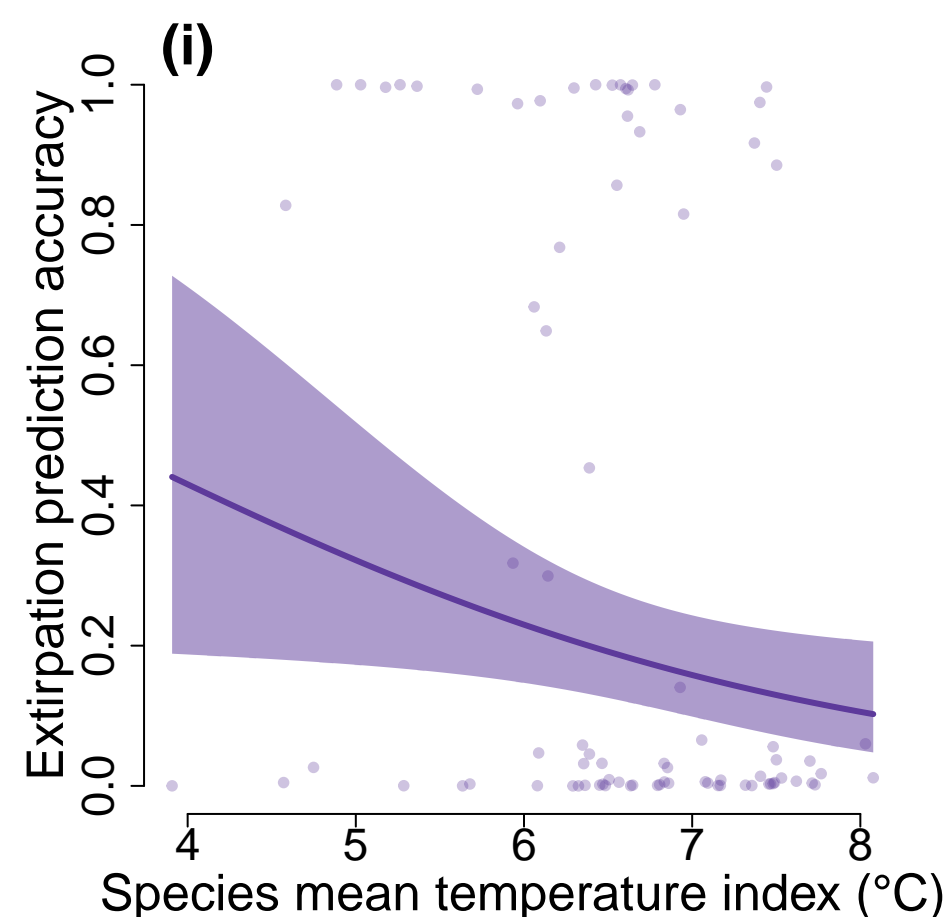 (i)
Extirpation prediction accuracy
1.0
0.8
0.6
0.4
0.2
0.0
4 5 6 7 8
Species mean temperature index (°C)